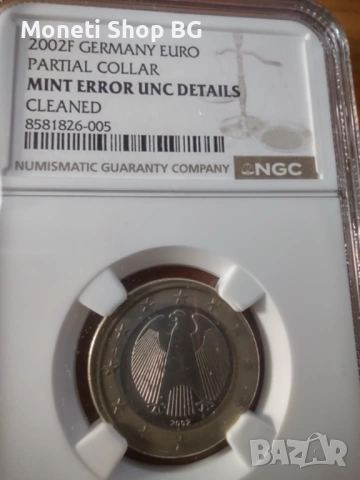 Moneti Shop BG
2002F GERMANY EURO
PARTIAL COLLAR
MINT ERROR UNC DETAILS
CLEANED
8581826-005
NUMISMATIC GUARANTY COMPANY NGC
2002
BAZAR